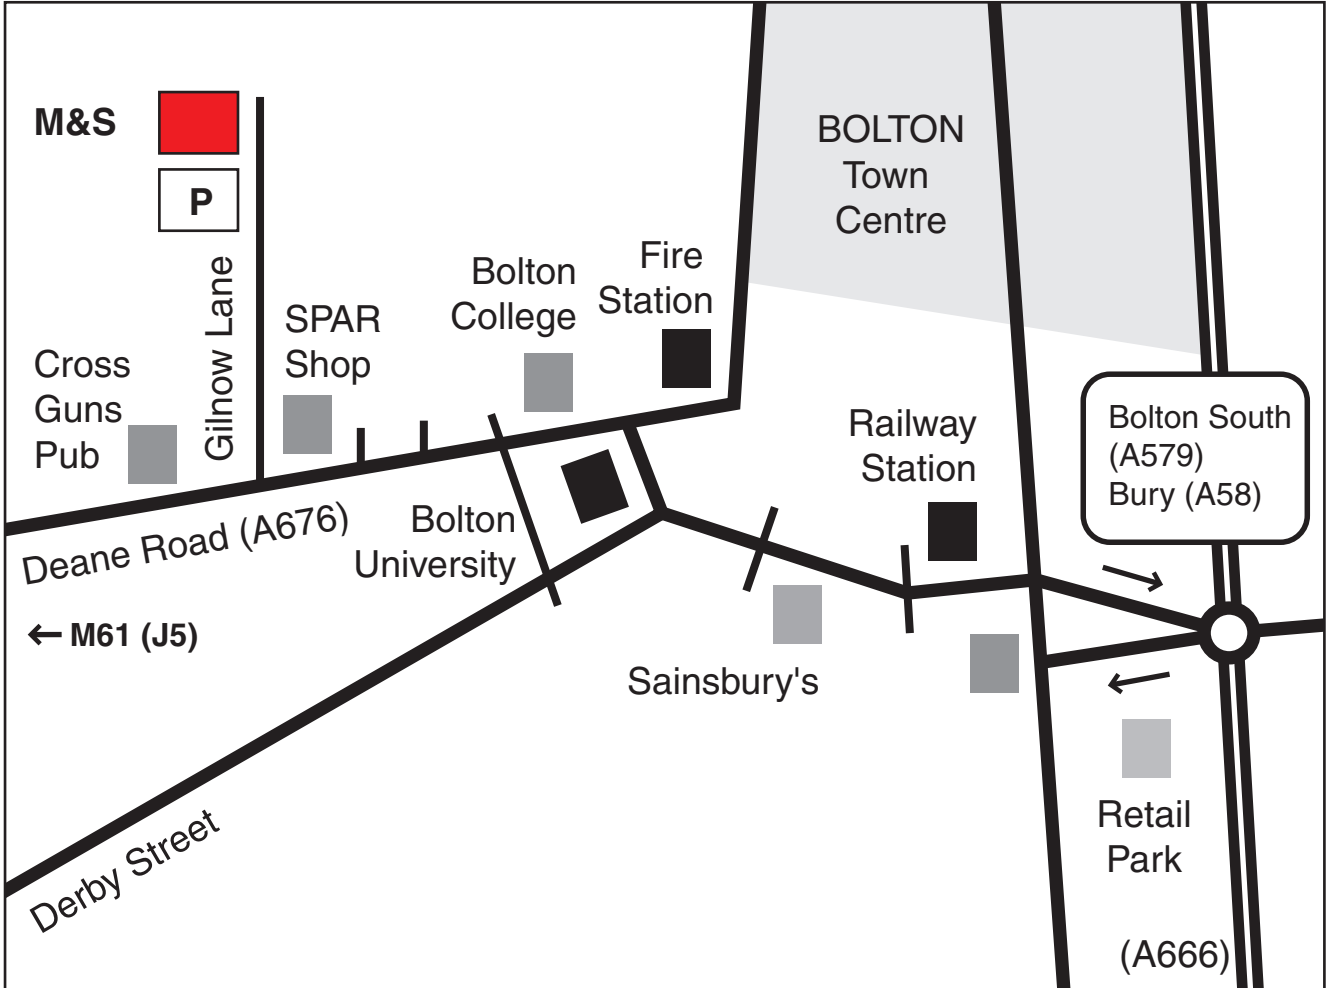 M&S
P
Gilnow Lane
Cross
Guns
Pub
SPAR
Shop
Bolton
College
Fire
Station
BOLTON
Town
Centre
Railway
Station
Bolton South
(A579)
Bury (A58)
Deane Road (A676)
Bolton
University
← M61 (J5)
Sainsbury's
Derby Street
Retail
Park
(A666)